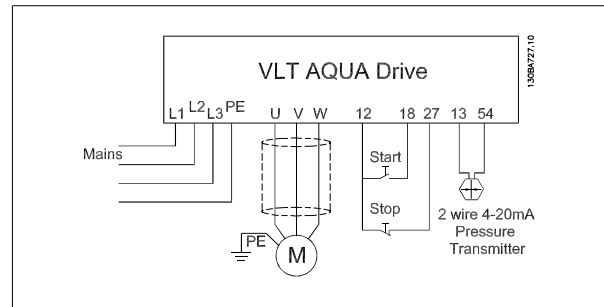 VLT AQUA Drive
130BA727.10
L1 L2 L3 PE U V W 12 18 27 13 54
Mains
Start
Stop
2 wire 4-20mA
Pressure
Transmitter
PE
M